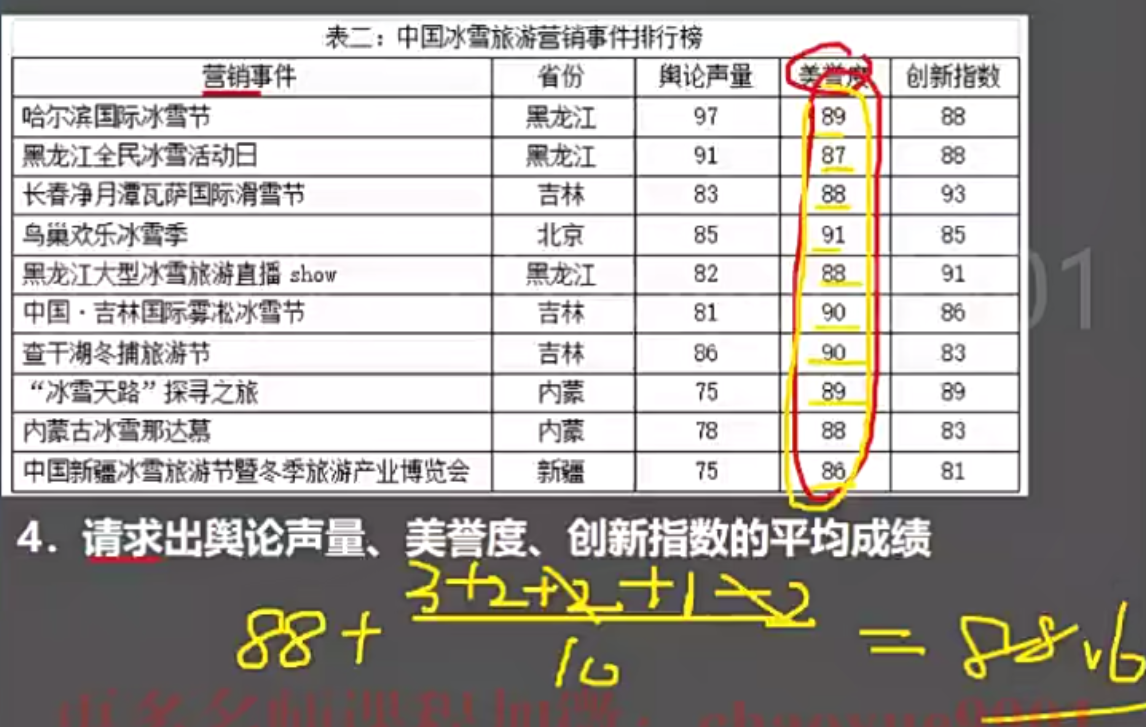 表二：中国冰雪旅游营销事件排行榜
营销事件 省份 舆论声量 美誉度 创新指数
哈尔滨国际冰雪节 黑龙江 97 89 88
黑龙江全民冰雪活动日 黑龙江 91 87 88
长春净月潭瓦萨国际滑雪节 吉林 83 88 93
鸟巢欢乐冰雪季 北京 85 91 85
黑龙江大型冰雪旅游直播 show 黑龙江 82 88 91
中国·吉林国际雾凇冰雪节 吉林 81 90 86
查干湖冬捕旅游节 吉林 86 90 83
“冰雪天路”探寻之旅 内蒙 75 89 89
内蒙古冰雪那达慕 内蒙 78 88 83
中国新疆冰雪旅游节暨冬季旅游产业博览会 新疆 75 86 81
01
4. 请求出舆论声量、美誉度、创新指数的平均成绩
3+2+2+1-2
88+ = 88.6
10